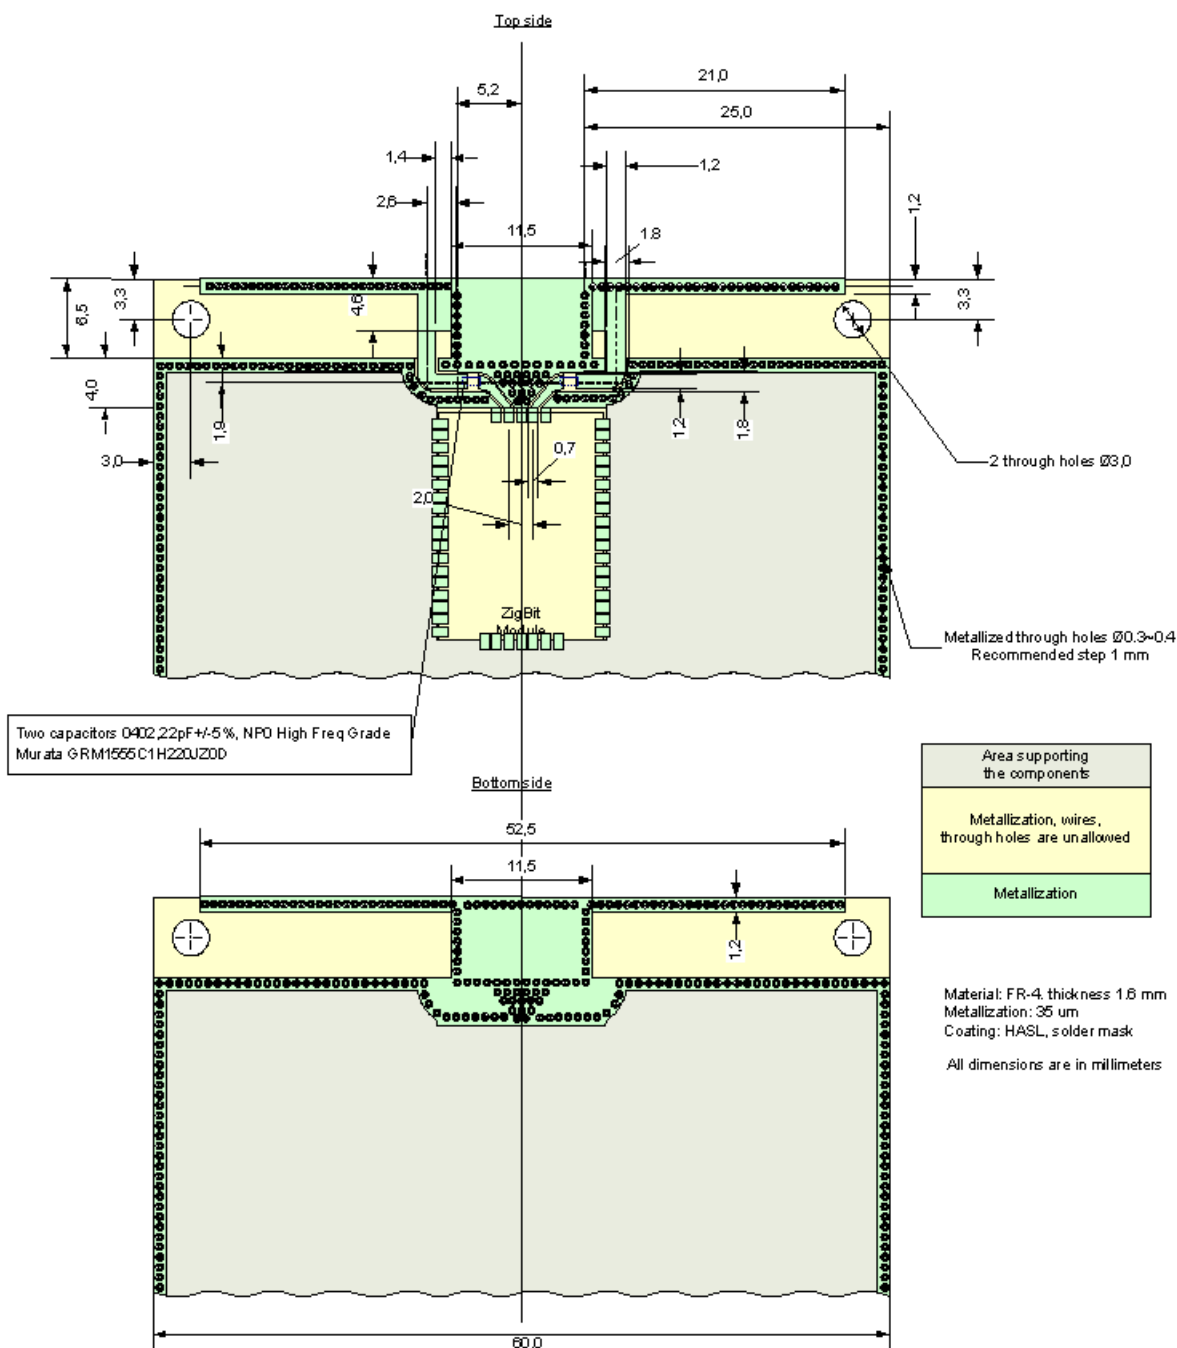 Top side
21,0
5,2
25,0
1,4
1,2
2,6
1,2
11,5
1.8
3,3
6,5
4,6
3,3
4,0
1,9
1,2
1,8
3,0
0,7
2 through holes Ø3,0
2,0
ZigBit
Module
Metallized through holes Ø0.3~0.4
Recommended step 1 mm
Two capacitors 0402,22pF+/-5%, NP0 High Freq Grade
Murata GRM1555C1H220JZ0D
Area supporting
the components
Bottom side
Metallization, wires,
through holes are unallowed
52,5
11,5
Metallization
1,2
Material: FR-4. thickness 1.6 mm
Metallization: 35 um
Coating: HASL, solder mask
All dimensions are in millimeters
60,0